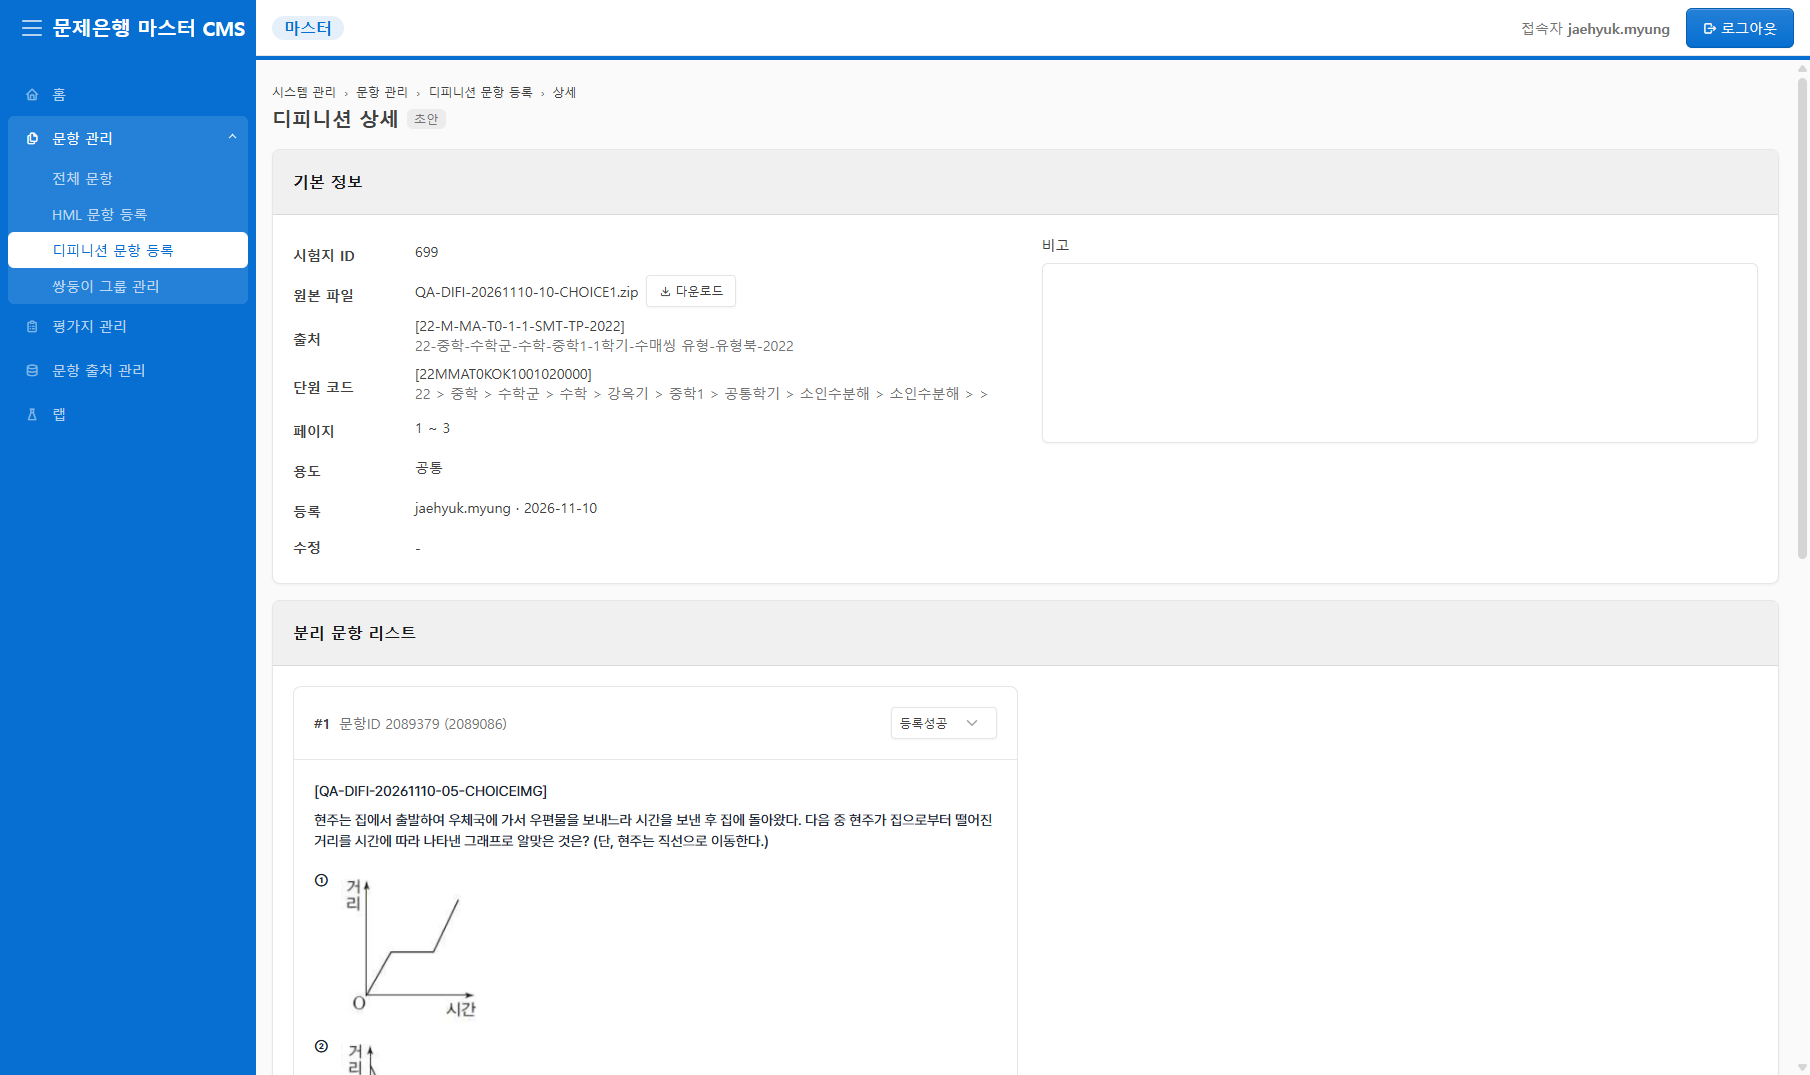 문제은행 마스터 CMS
마스터
접속자 jaehyuk.myung
로그아웃
홈
문항 관리
전체 문항
HML 문항 등록
디피니션 문항 등록
쌍둥이 그룹 관리
평가지 관리
문항 출처 관리
랩
시스템 관리 › 문항 관리 › 디피니션 문항 등록 › 상세
디피니션 상세 초안
기본 정보
시험지 ID 699
원본 파일 QA-DIFI-20261110-10-CHOICE1.zip 다운로드
출처 [22-M-MA-T0-1-1-SMT-TP-2022]
22-중학-수학군-수학-중학1-1학기-수매씽 유형-유형북-2022
단원 코드 [22MMAT0KOK1001020000]
22 > 중학 > 수학군 > 수학 > 강옥기 > 중학1 > 공통학기 > 소인수분해 > 소인수분해 > >
페이지 1 ~ 3
용도 공통
등록 jaehyuk.myung · 2026-11-10
수정 -
비고
분리 문항 리스트
#1 문항ID 2089379 (2089086)
등록성공
[QA-DIFI-20261110-05-CHOICEIMG]
현주는 집에서 출발하여 우체국에 가서 우편물을 보내느라 시간을 보낸 후 집에 돌아왔다. 다음 중 현주가 집으로부터 떨어진
거리를 시간에 따라 나타낸 그래프로 알맞은 것은? (단, 현주는 직선으로 이동한다.)
①
거리
O
시간
②
거리